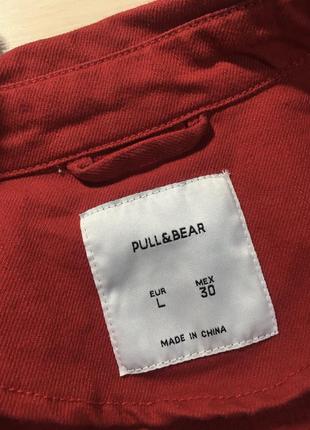 PULL&BEAR
EUR MEX
L 30
MADE IN CHINA